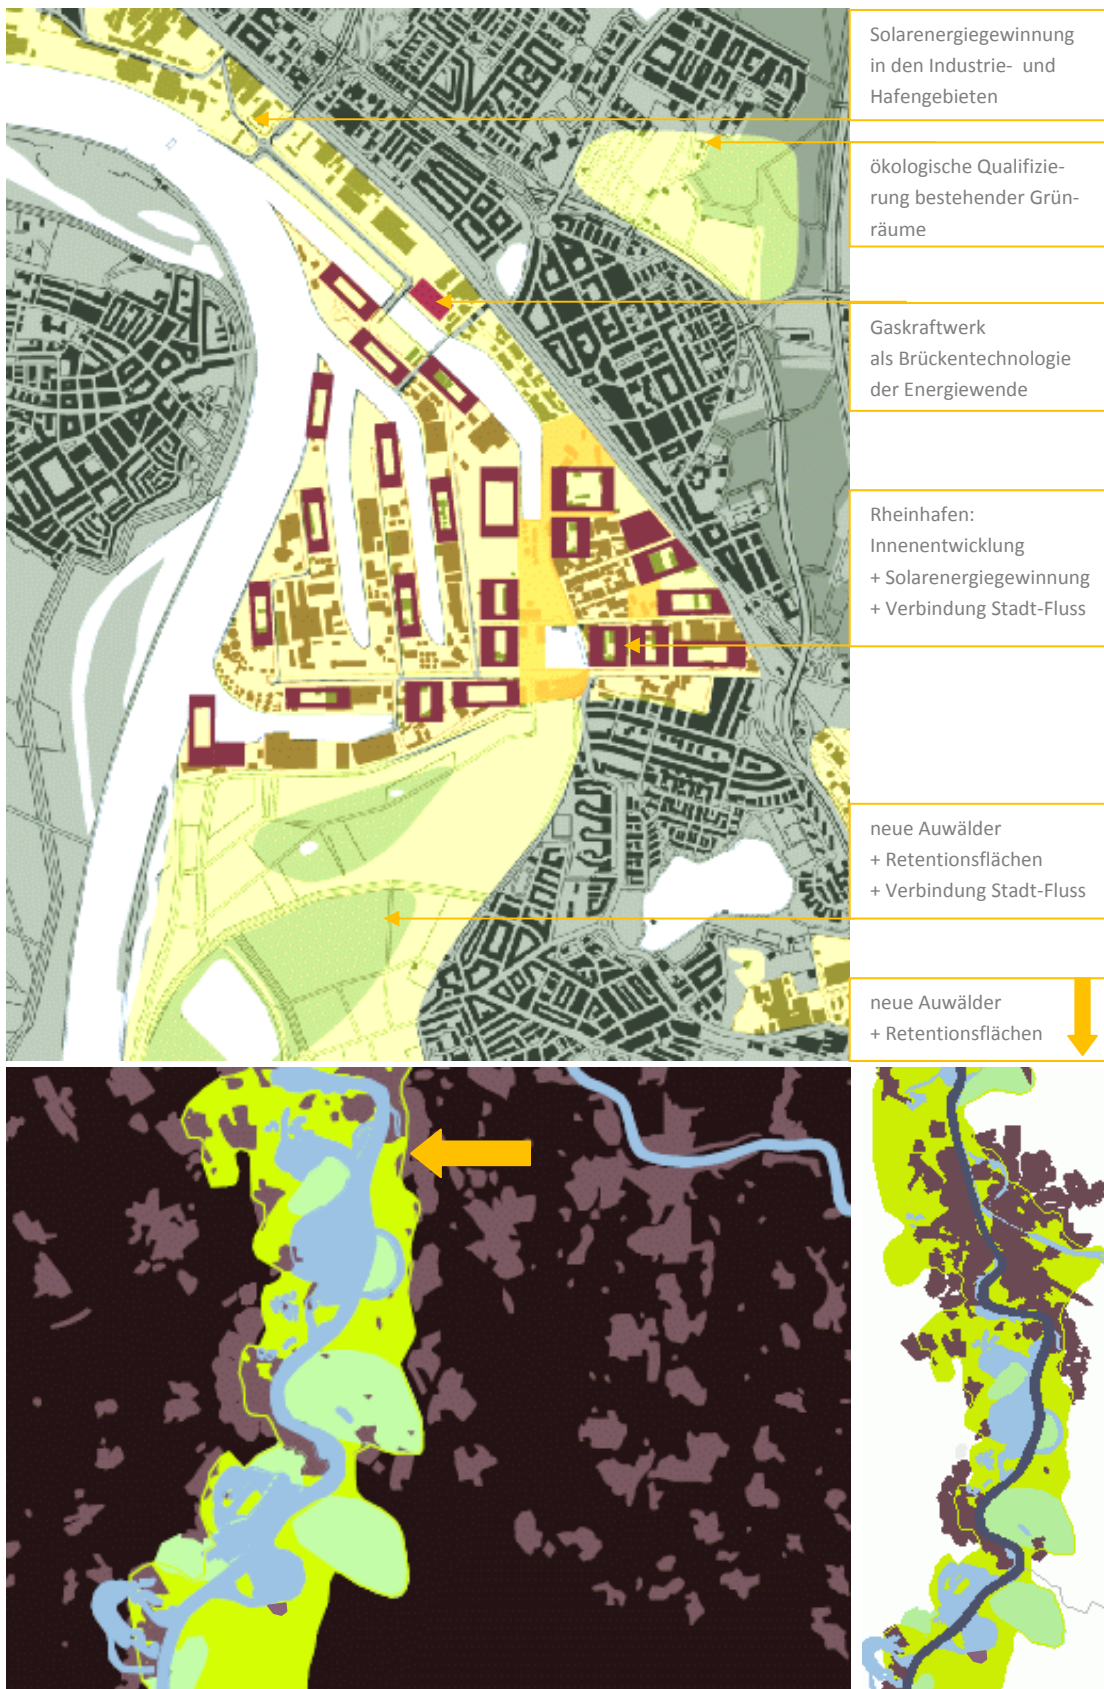 Solarenergiegewinnung
in den Industrie- und
Hafengebieten
ökologische Qualifizie-
rung bestehender Grün-
räume
Gaskraftwerk
als Brückentechnologie
der Energiewende
Rheinhafen:
Innenentwicklung
+ Solarenergiegewinnung
+ Verbindung Stadt-Fluss
neue Auwälder
+ Retentionsflächen
+ Verbindung Stadt-Fluss
neue Auwälder
+ Retentionsflächen